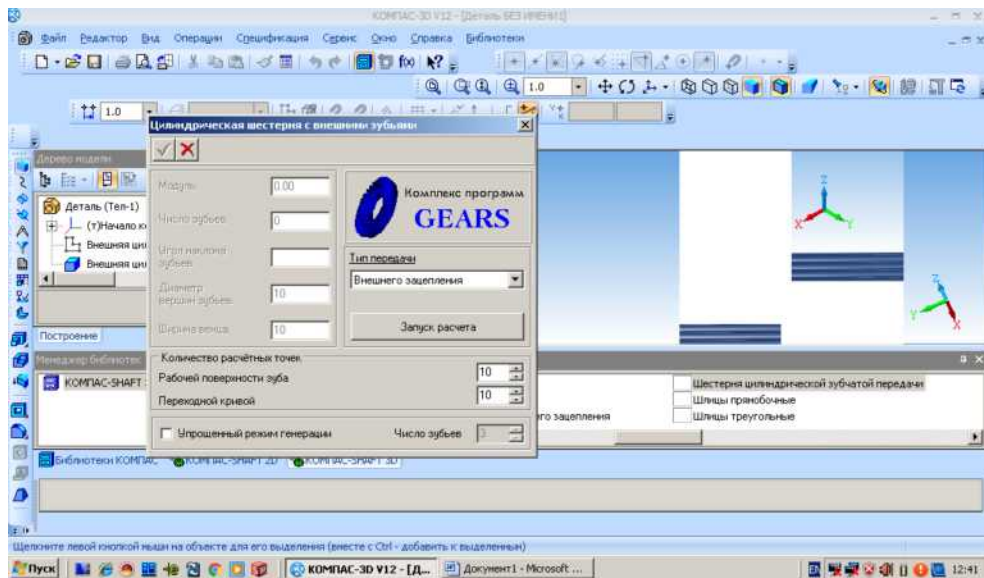 КОМПАС-3D V12 - [Деталь БЕЗ ИМЕНИ1]
Файл Редактор Вид Операции Спецификация Сервис Окно Справка Библиотеки
1.0
1.0
Цилиндрическая шестерня с внешними зубьями
Дерево модели
Деталь (Тел-1)
(т)Начало к
Внешняя ци
Внешняя ци
Построение
Модуль 0.00
Число зубьев 0
Угол наклона
зубьев
Диаметр
вершин зубьев 10
Ширина венца 10
Комплекс программ
GEARS
Тип передачи
Внешнего зацепления
Запуск расчета
Количество расчётных точек
Рабочей поверхности зуба 10
Переходной кривой 10
Упрощенный режим генерации Число зубьев 3
Z
X
Y
Z
Y
X
Менеджер библиотек
КОМПАС-SHAFT
го зацепления
Шестерня цилиндрической зубчатой передачи
Шлицы прямобочные
Шлицы треугольные
Библиотеки КОМПАС КОМПАС-SHAFT 2D КОМПАС-SHAFT 3D
Щелкните левой кнопкой мыши на объекте для его выделения (вместе с Ctrl - добавить к выделенным)
Пуск КОМПАС-3D V12 - [Д... Документ1 - Microsoft ... 12:41